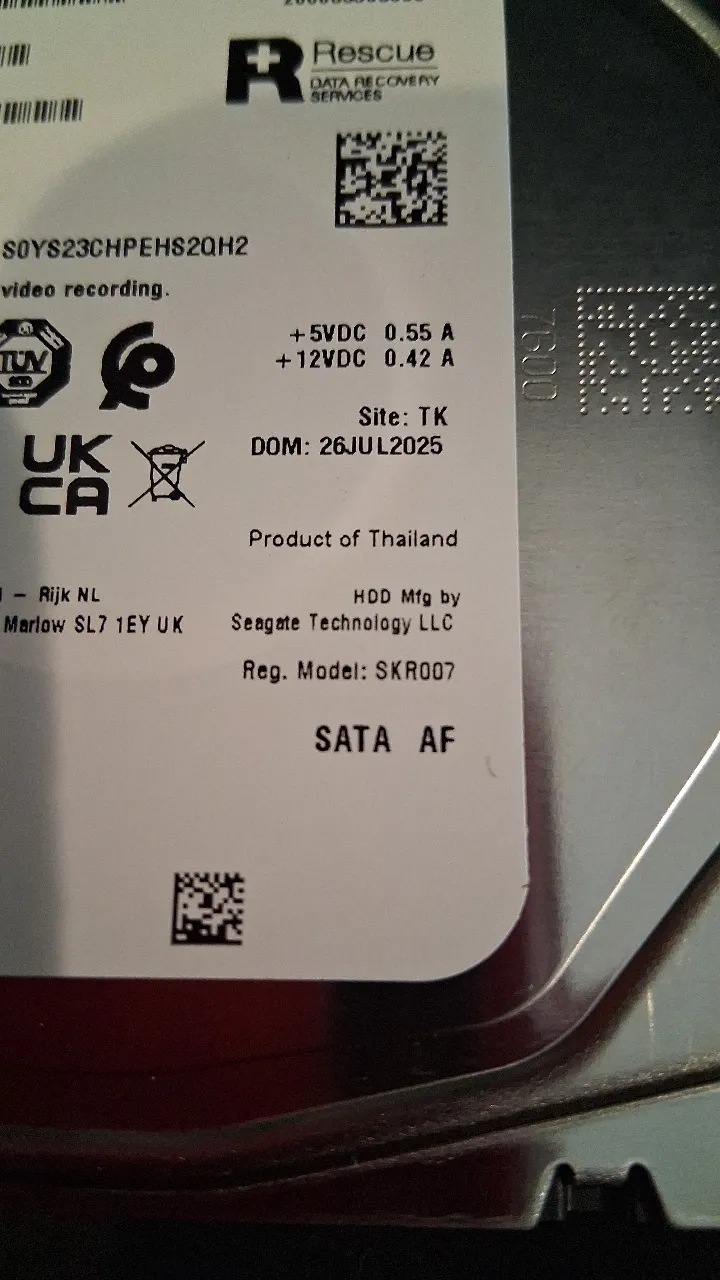 Rescue
DATA RECOVERY
SERVICES
S0YS23CHPEHS2QH2
video recording.
+5VDC 0.55 A
+12VDC 0.42 A
TÜV
Site: TK
DOM: 26JUL2025
UK
CA
Product of Thailand
– Rijk NL
HDD Mfg by
Marlow SL7 1EY UK
Seagate Technology LLC
Reg. Model: SKR007
SATA AF
7600